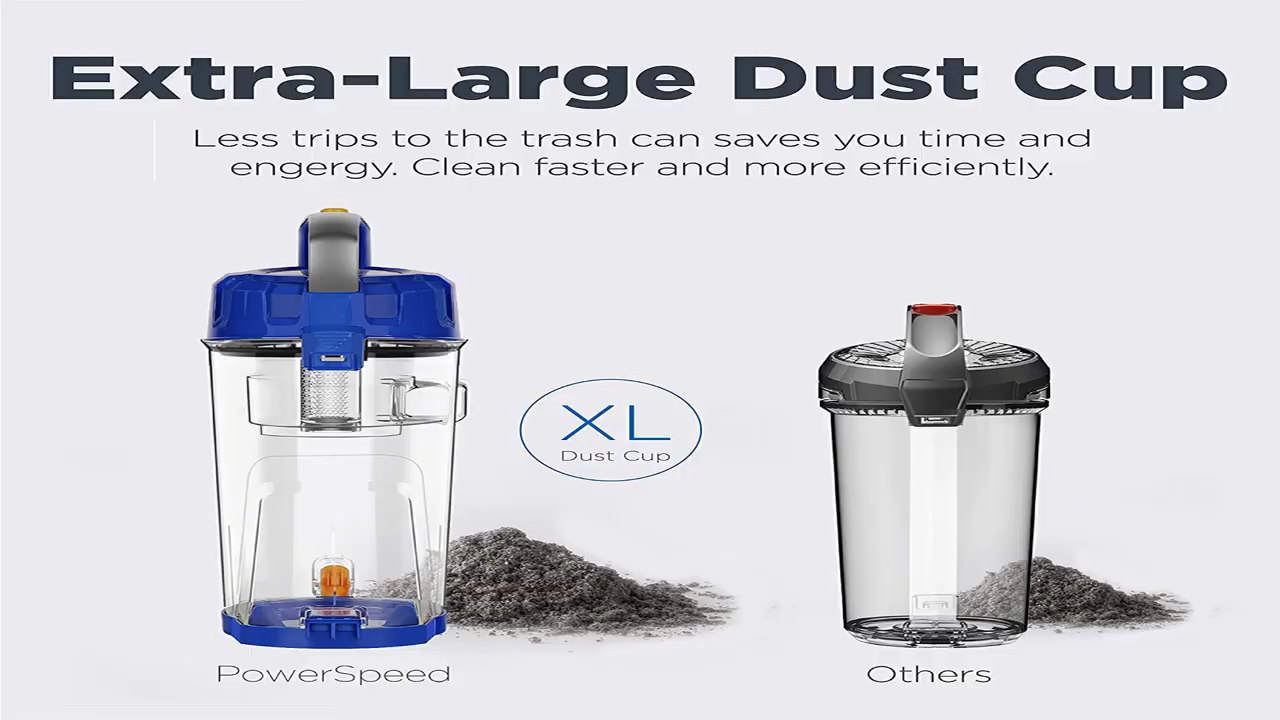 Extra-Large Dust Cup
Less trips to the trash can saves you time and
engergy. Clean faster and more efficiently.
XL
Dust Cup
PowerSpeed
Others